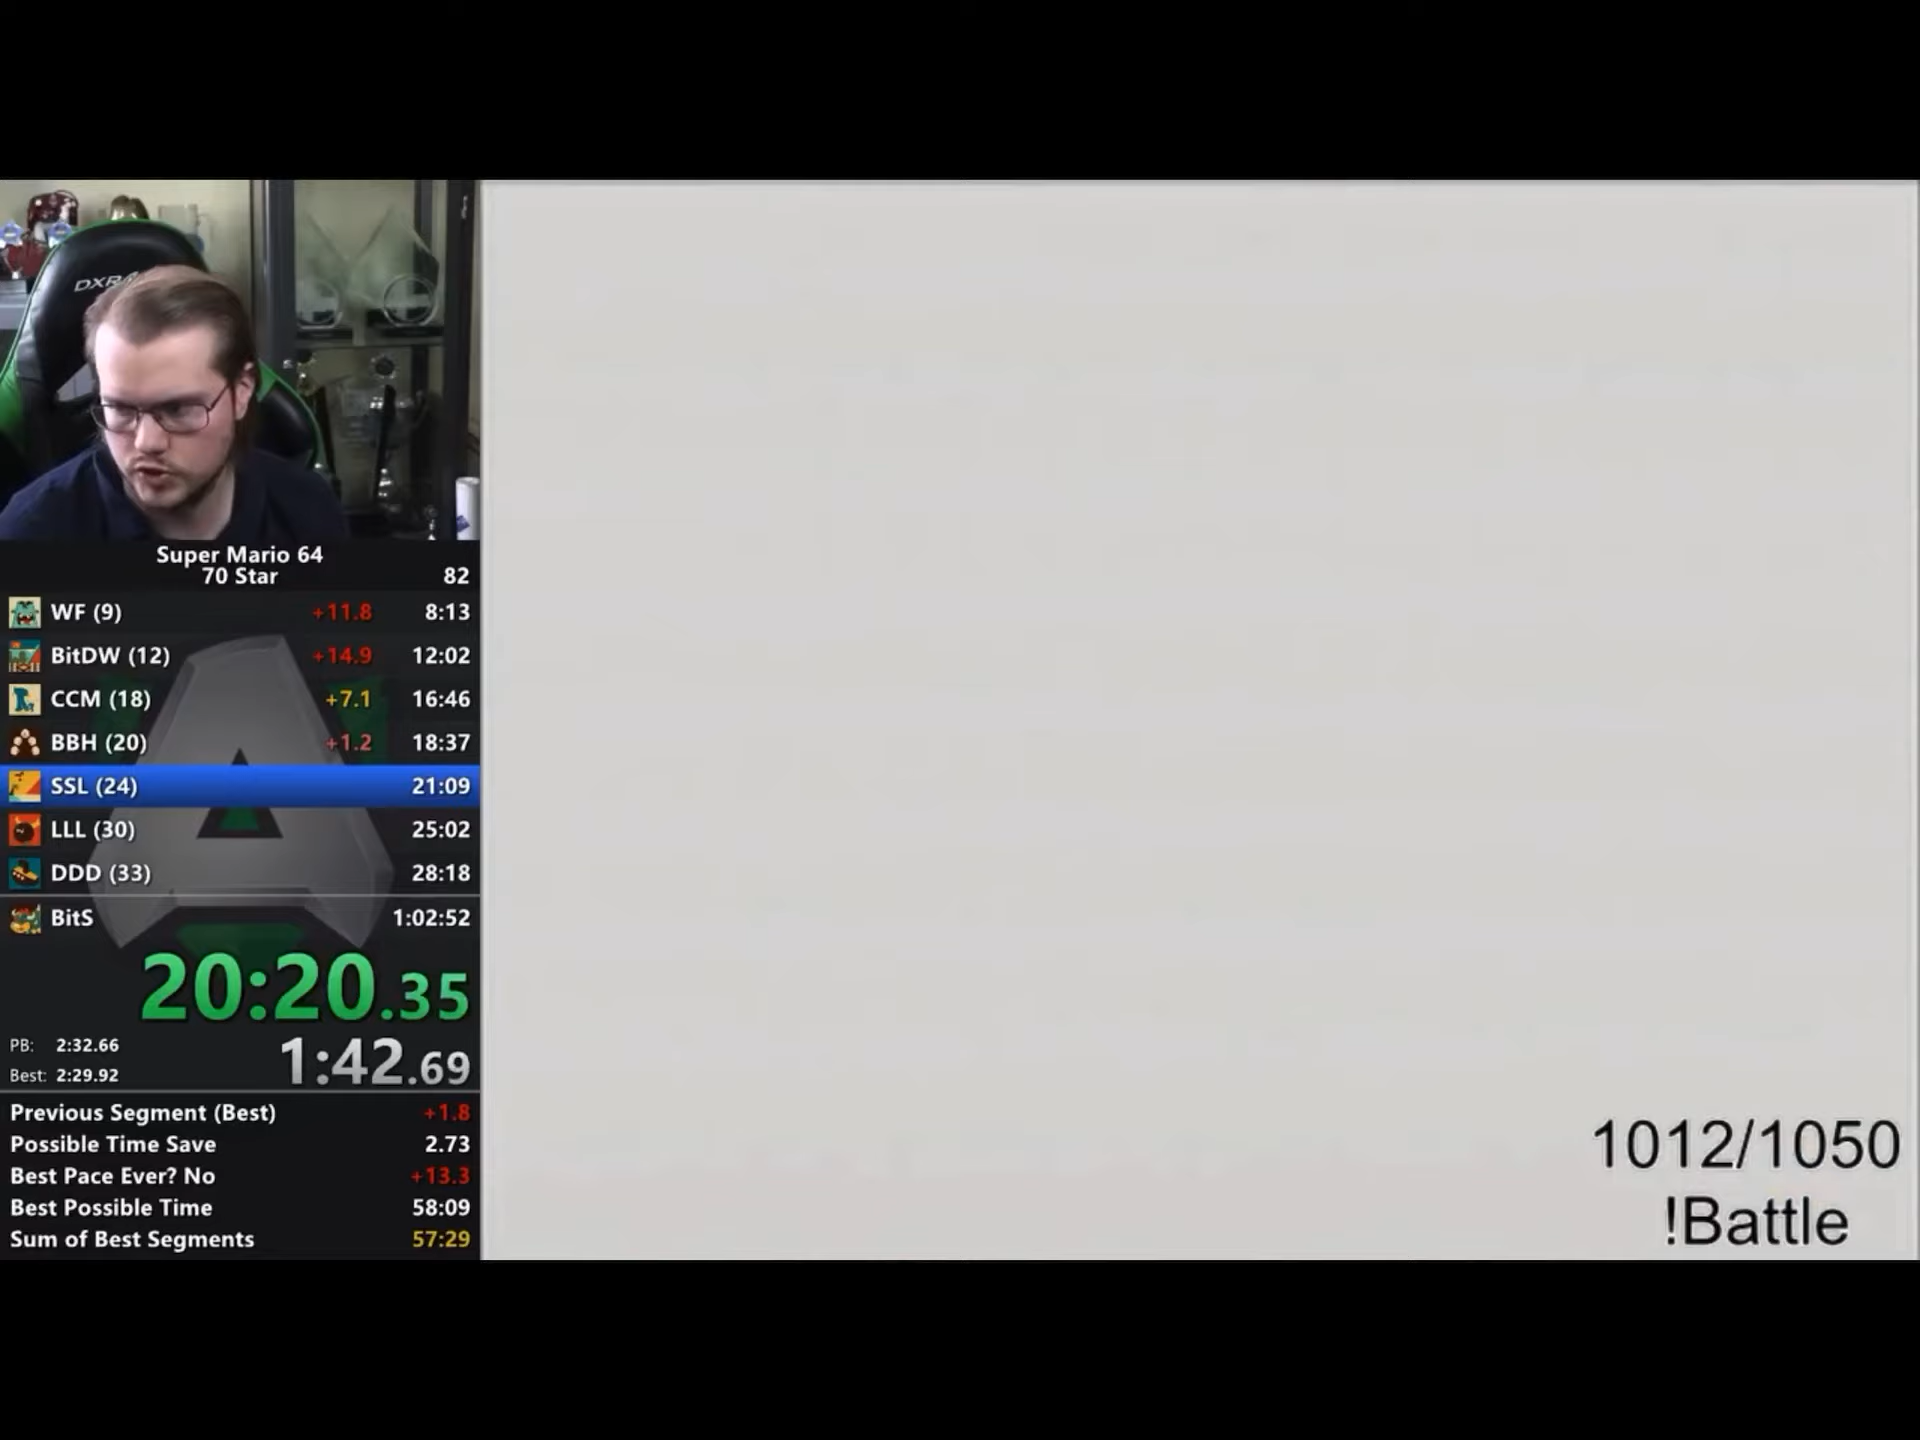 DXR
Super Mario 64
70 Star 82
WF (9) +11.8 8:13
BitDW (12) +14.9 12:02
CCM (18) +7.1 16:46
BBH (20) +1.2 18:37
SSL (24) 21:09
LLL (30) 25:02
DDD (33) 28:18
BitS 1:02:52
20:20.35
PB: 2:32.66
1:42.69
Best: 2:29.92
Previous Segment (Best) +1.8
Possible Time Save 2.73
Best Pace Ever? No +13.3
Best Possible Time 58:09
Sum of Best Segments 57:29
1012/1050
!Battle